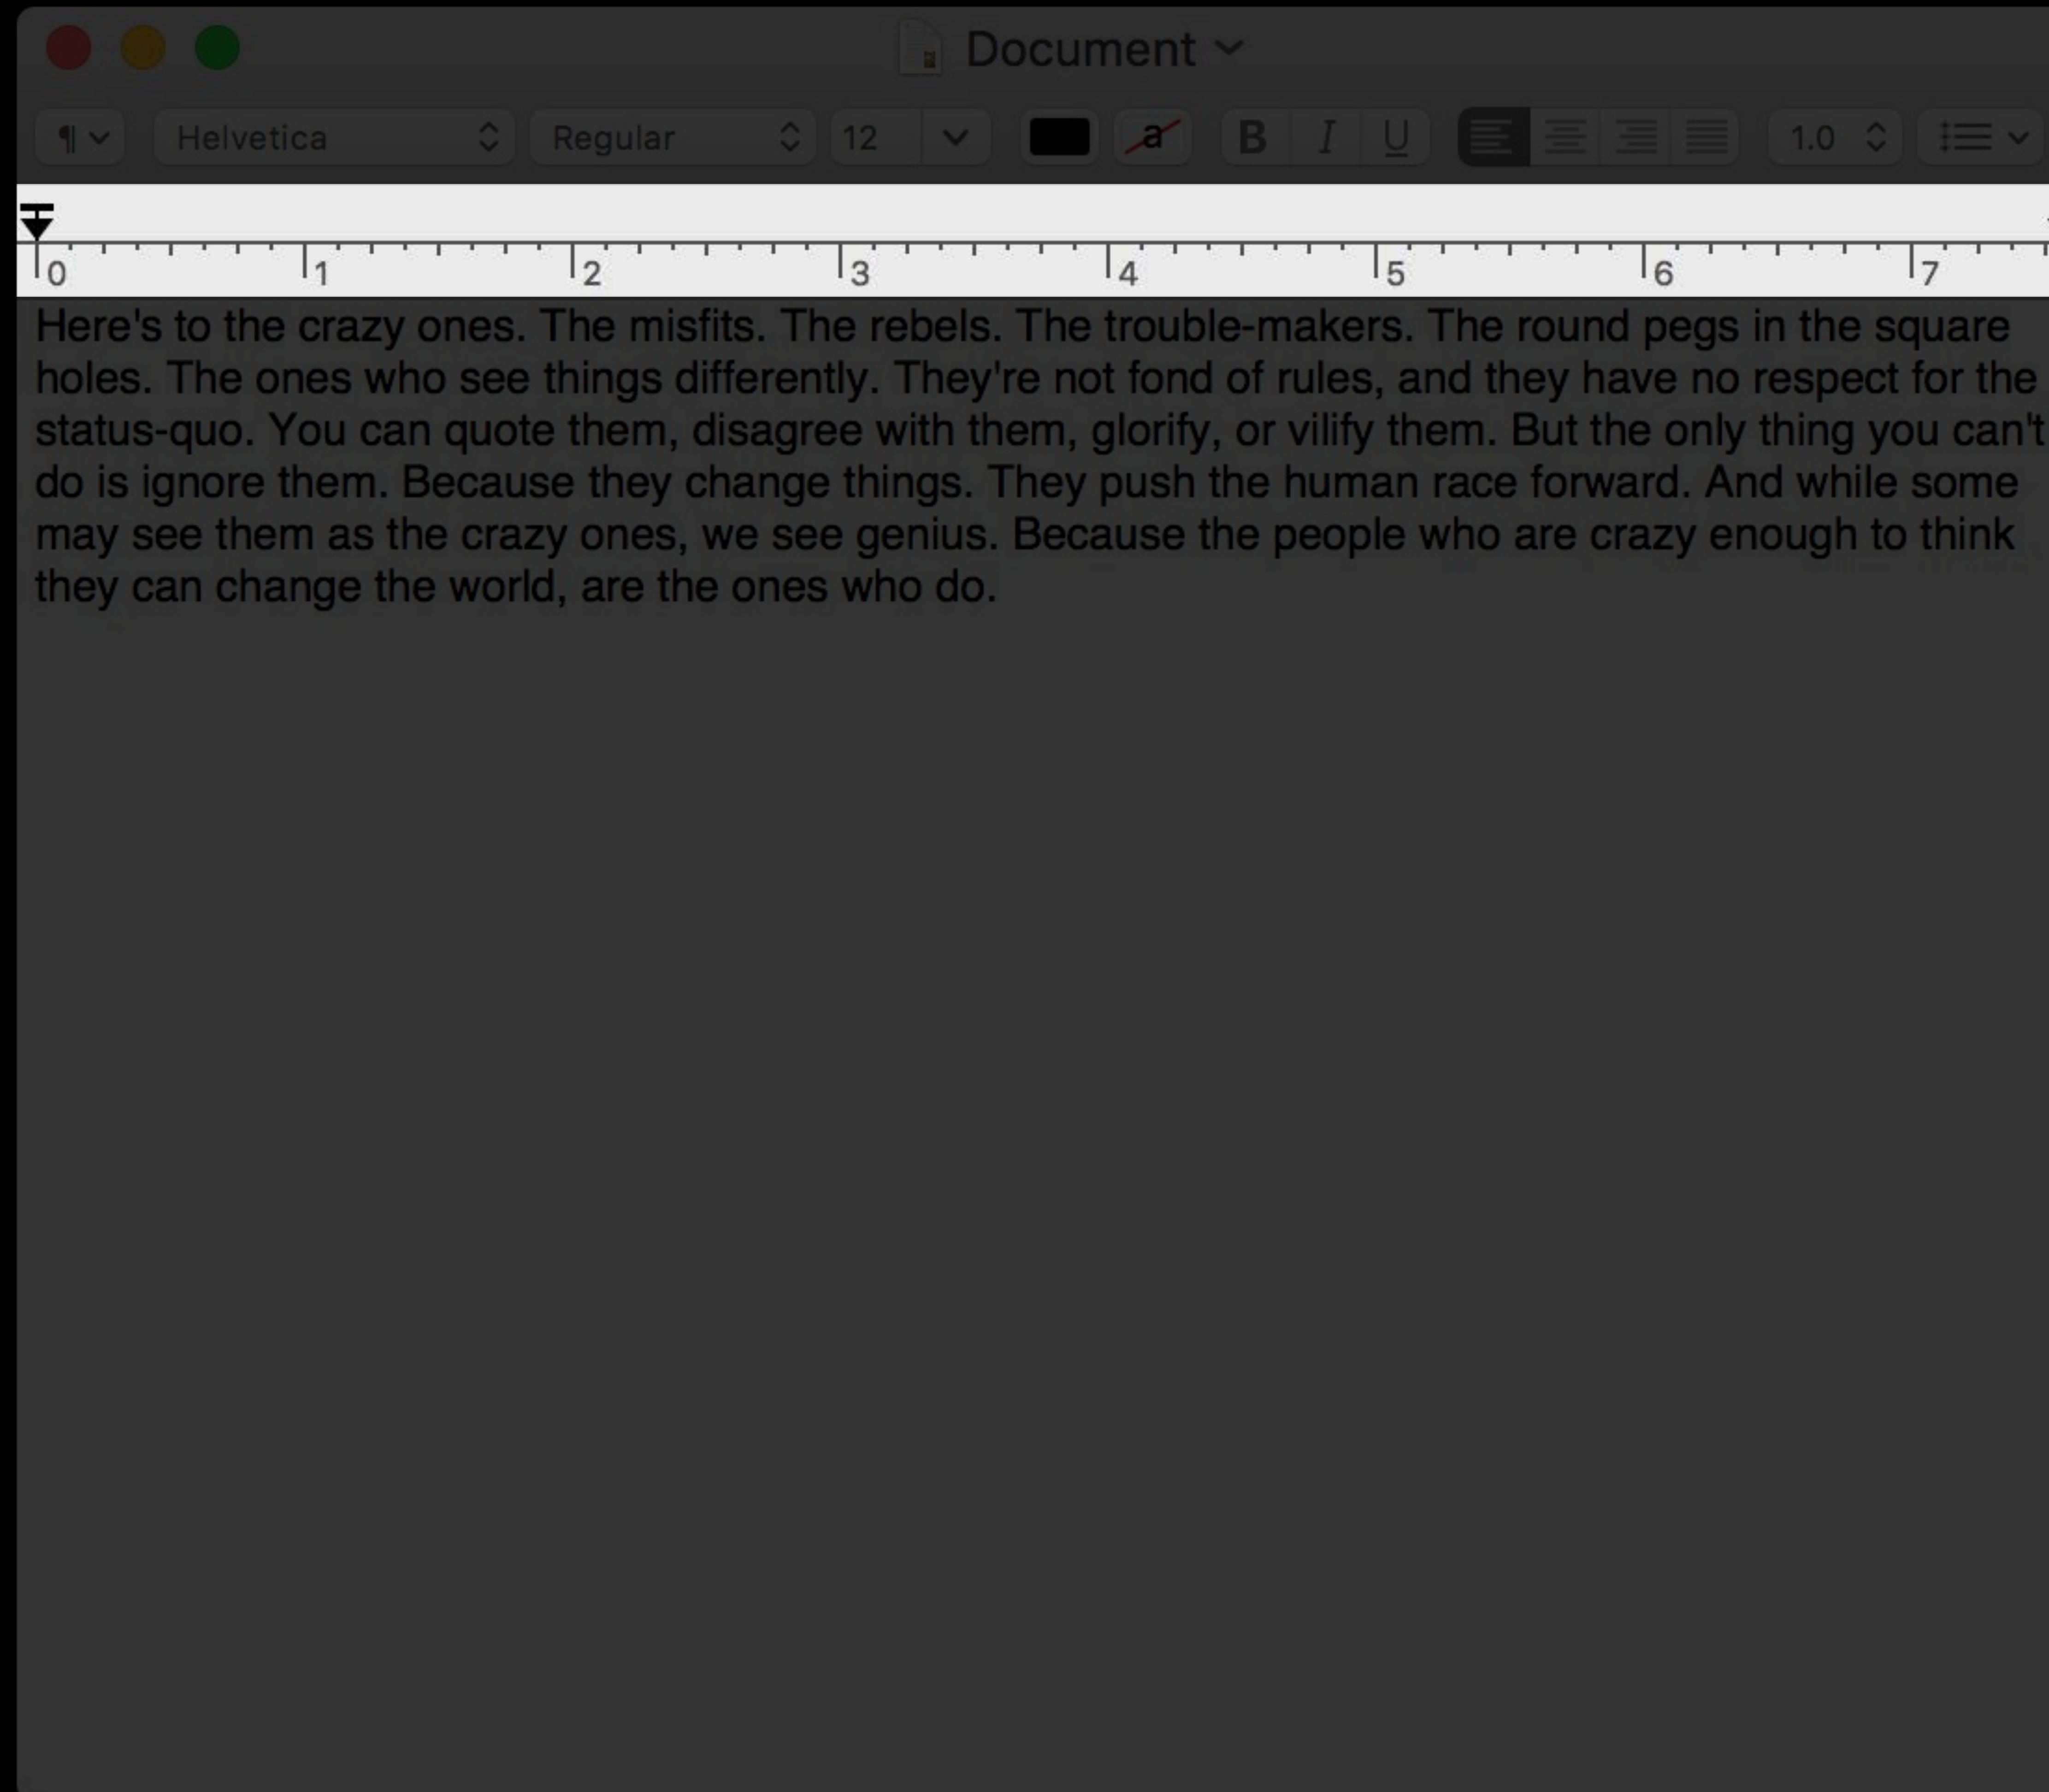 Document
¶ Helvetica Regular 12 a B I U 1.0
0 1 2 3 4 5 6 7
Here's to the crazy ones. The misfits. The rebels. The trouble-makers. The round pegs in the square
holes. The ones who see things differently. They're not fond of rules, and they have no respect for the
status-quo. You can quote them, disagree with them, glorify, or vilify them. But the only thing you can't
do is ignore them. Because they change things. They push the human race forward. And while some
may see them as the crazy ones, we see genius. Because the people who are crazy enough to think
they can change the world, are the ones who do.